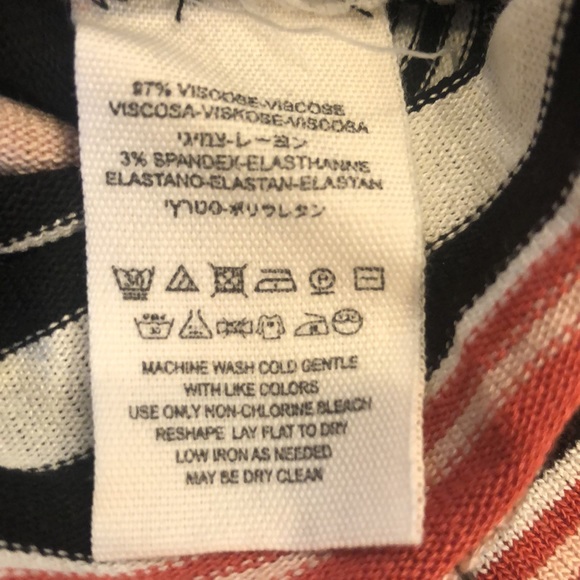 97% VISCOSE-VISCOSE
VISCOSA-VISKOSE-VISCOSA
צמיגי-レーヨン
3% SPANDEX-ELASTHANNE
ELASTANO-ELASTAN-ELASTAN
ポリウレタン
MACHINE WASH COLD GENTLE
WITH LIKE COLORS
USE ONLY NON-CHLORINE BLEACH
RESHAPE LAY FLAT TO DRY
LOW IRON AS NEEDED
MAY BE DRY CLEAN